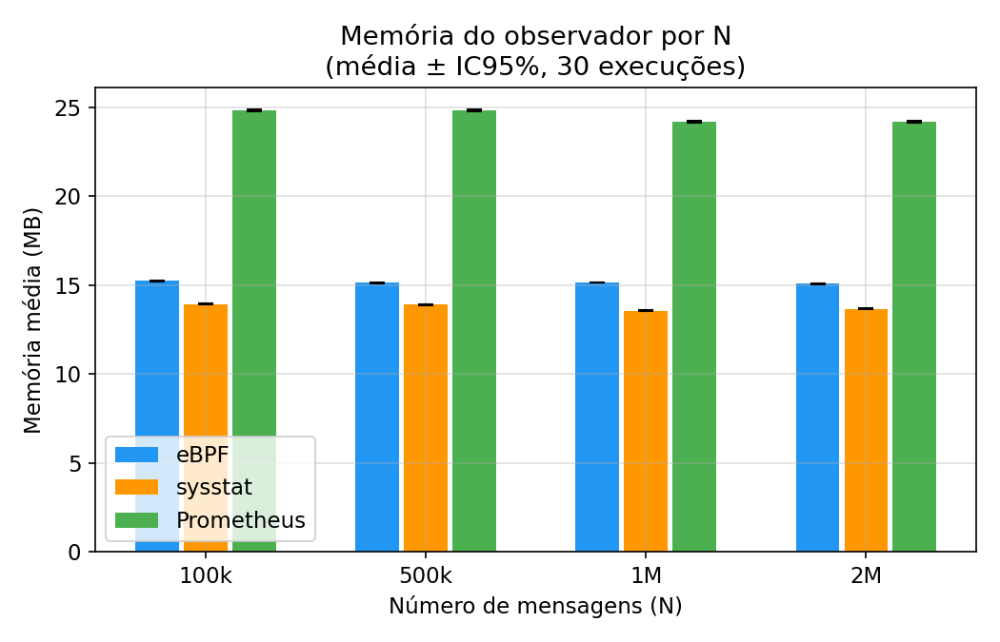 Memória do observador por N
(média ± IC95%, 30 execuções)
Memória média (MB)
25
20
15
10
5
0
eBPF
sysstat
Prometheus
100k 500k 1M 2M
Número de mensagens (N)